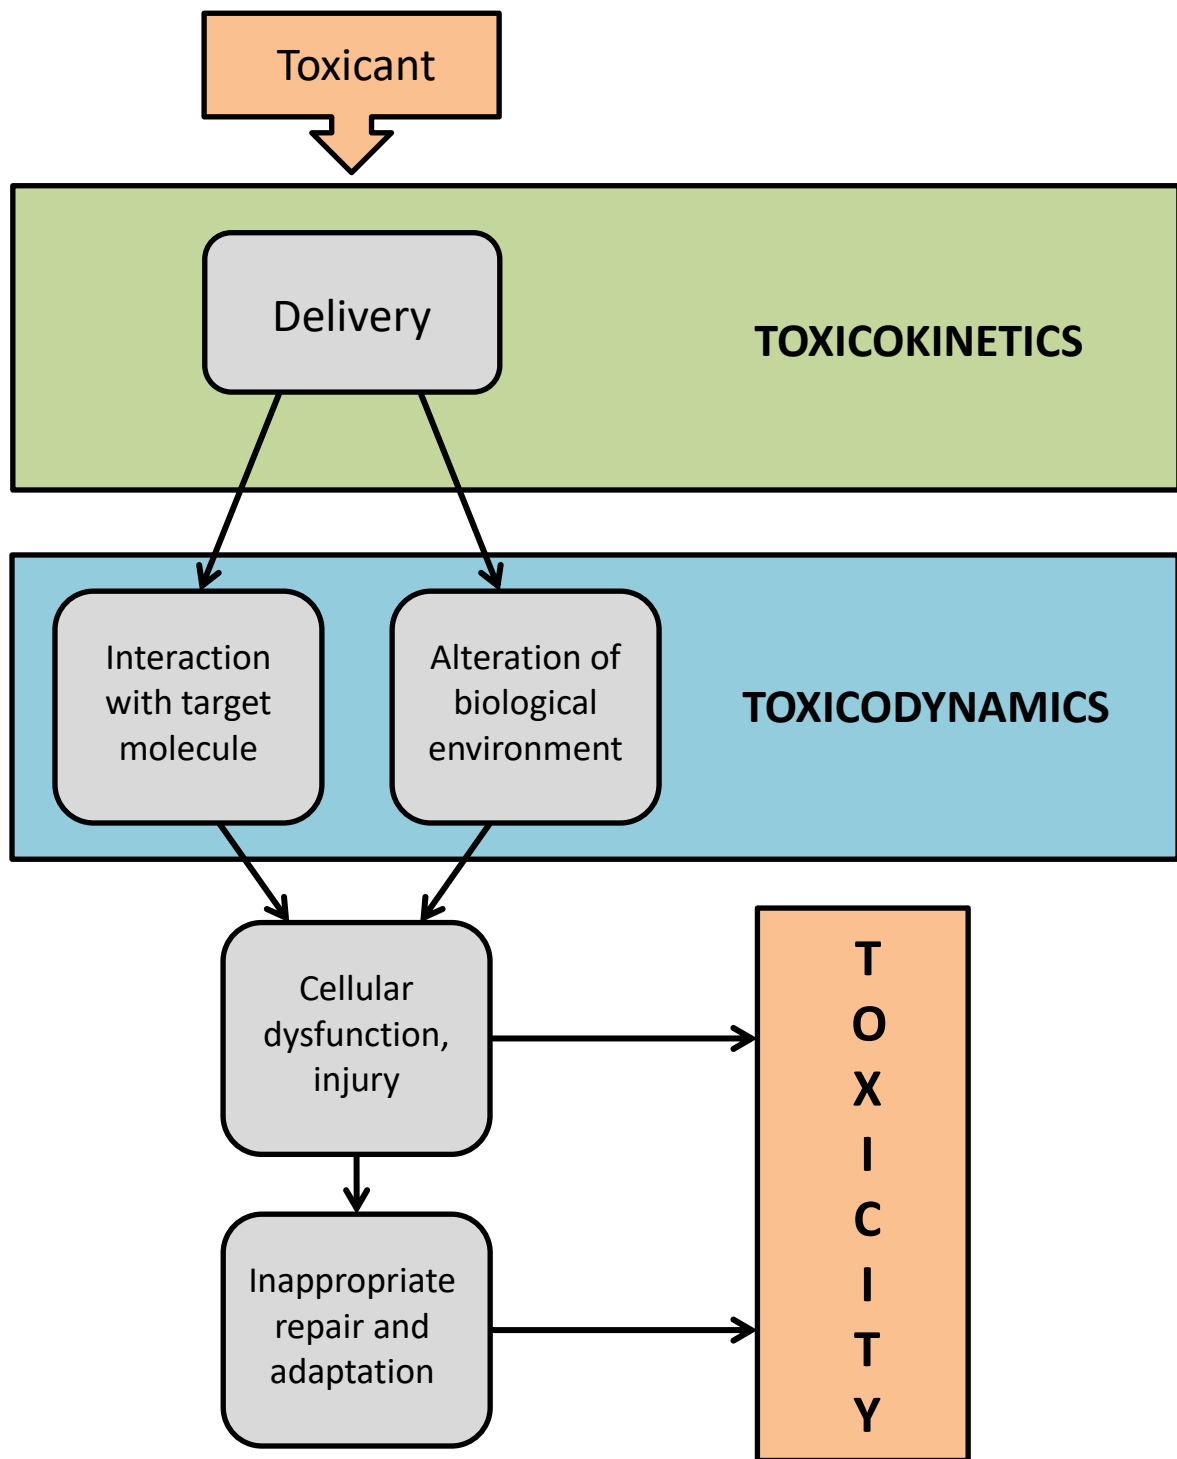 Toxicant
Delivery
TOXICOKINETICS
Interaction
with target
molecule
Alteration of
biological
environment
TOXICODYNAMICS
Cellular
dysfunction,
injury
Inappropriate
repair and
adaptation
T
O
X
I
C
I
T
Y